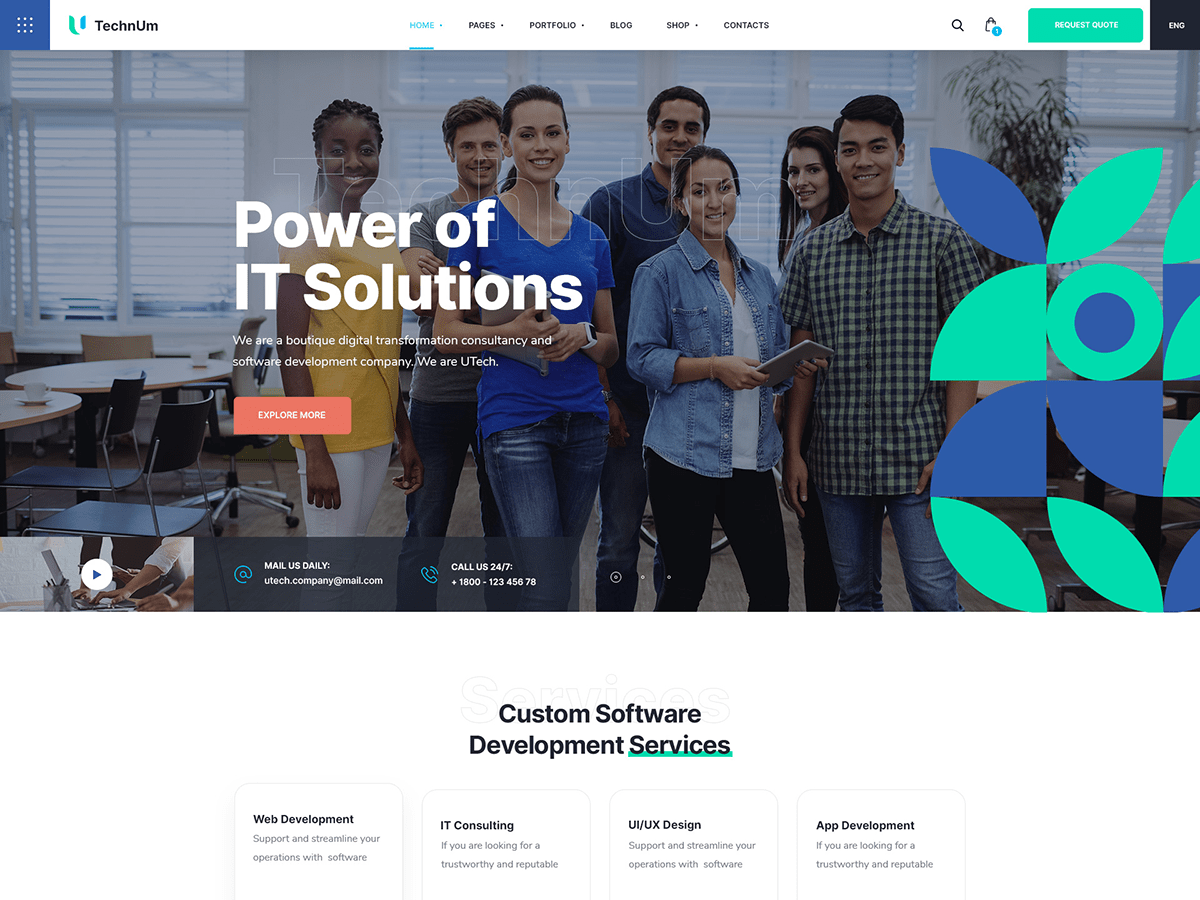 TechnUm
HOME
PAGES
PORTFOLIO
BLOG
SHOP
CONTACTS
1
REQUEST QUOTE
ENG
TechnUm
Power of
IT Solutions
We are a boutique digital transformation consultancy and
software development company. We are UTech.
EXPLORE MORE
MAIL US DAILY:
utech.company@mail.com
CALL US 24/7:
+ 1800 - 123 456 78
Services
Custom Software
Development Services
Web Development
Support and streamline your
operations with software
IT Consulting
If you are looking for a
trustworthy and reputable
UI/UX Design
Support and streamline your
operations with software
App Development
If you are looking for a
trustworthy and reputable